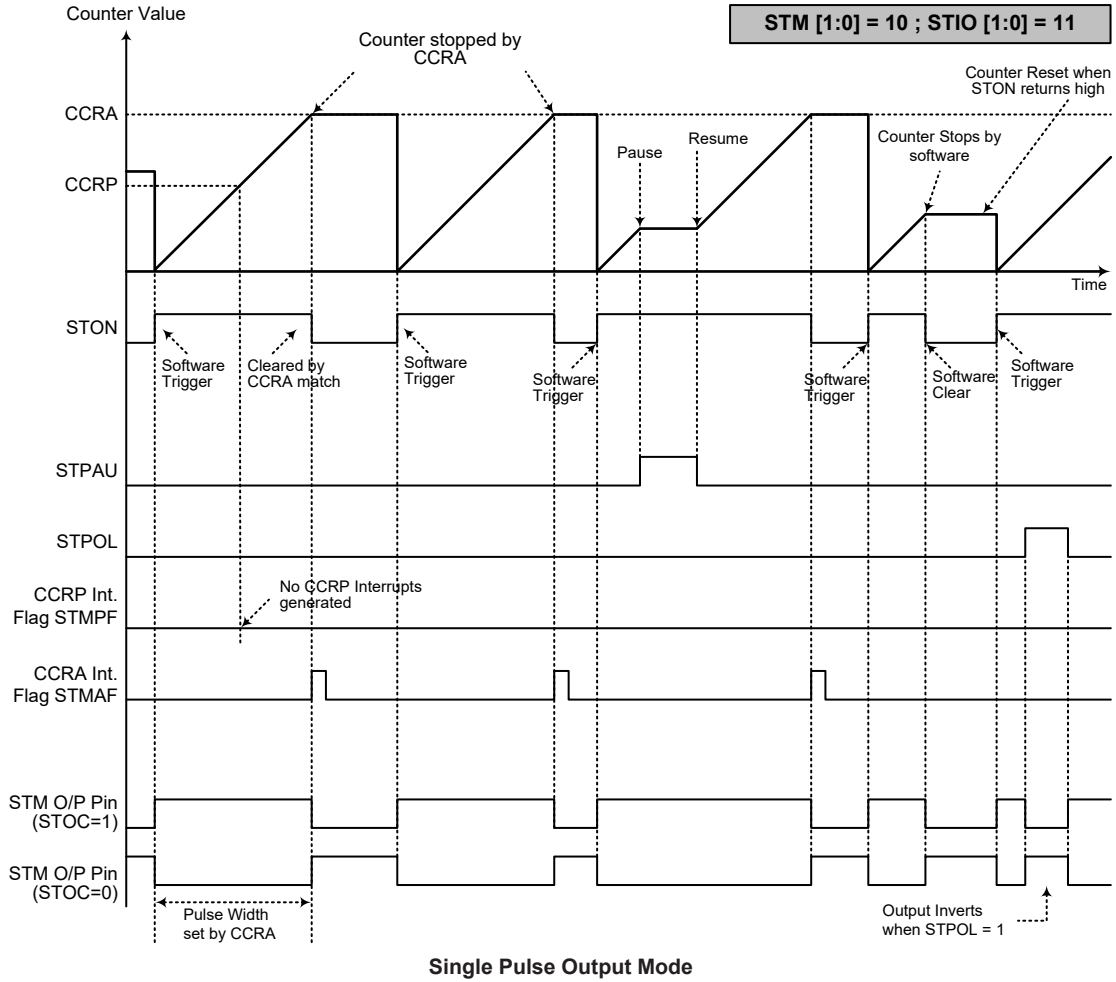 Counter Value
STM [1:0] = 10 ; STIO [1:0] = 11
Counter stopped by
CCRA
Counter Reset when
STON returns high
CCRA
Pause
Resume
Counter Stops by
software
CCRP
Time
STON
Software
Trigger
Cleared by
CCRA match
Software
Trigger
Software
Trigger
Software
Trigger
Software
Clear
Software
Trigger
STPAU
STPOL
CCRP Int.
Flag STMPF
No CCRP Interrupts
generated
CCRA Int.
Flag STMAF
STM O/P Pin
(STOC=1)
STM O/P Pin
(STOC=0)
Pulse Width
set by CCRA
Output Inverts
when STPOL = 1
Single Pulse Output Mode